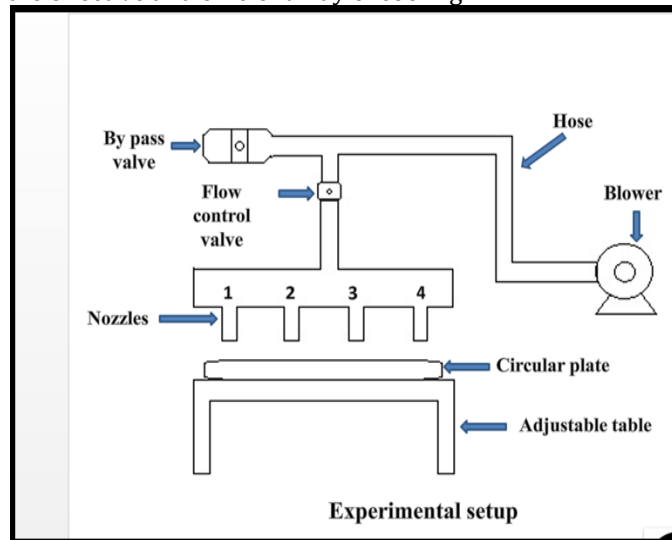 By pass
valve
Hose
Flow
control
valve
Blower
1 2 3 4
Nozzles
Circular plate
Adjustable table
Experimental setup